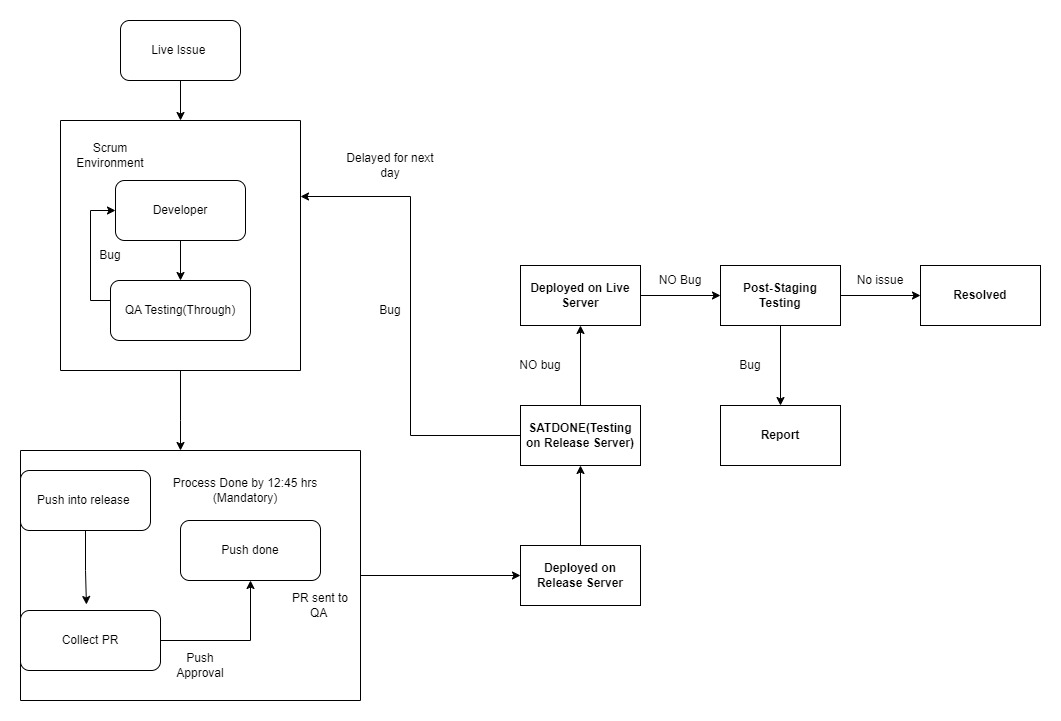 Live Issue
Scrum
Environment
Developer
Bug
QA Testing(Through)
Delayed for next
day
Bug
Deployed on Live
Server
NO Bug
Post-Staging
Testing
No issue
Resolved
NO bug
Bug
SATDONE(Testing
on Release Server)
Report
Process Done by 12:45 hrs
(Mandatory)
Push into release
Push done
Deployed on
Release Server
PR sent to
QA
Collect PR
Push
Approval